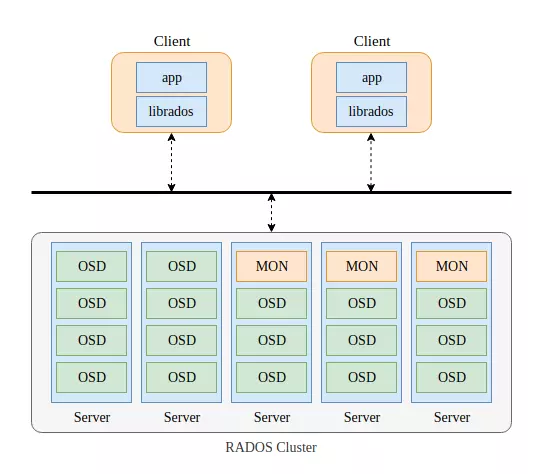 Client Client
app app
librados librados
OSD OSD MON MON MON
OSD OSD OSD OSD OSD
OSD OSD OSD OSD OSD
OSD OSD OSD OSD OSD
Server Server Server Server Server
RADOS Cluster